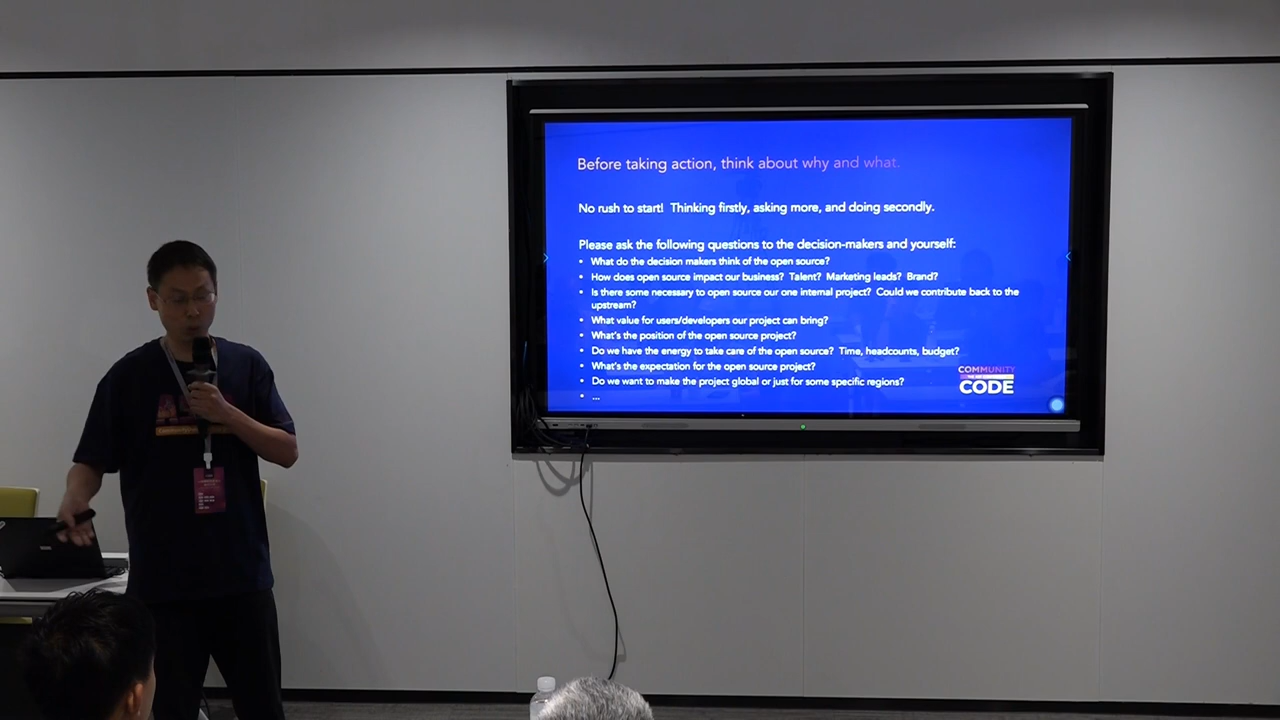 Before taking action, think about why and what.
No rush to start! Thinking firstly, asking more, and doing secondly.
Please ask the following questions to the decision-makers and yourself:
• What do the decision makers think of the open source?
• How does open source impact our business? Talent? Marketing leads? Brand?
• Is there some necessary to open source our one internal project? Could we contribute back to the
upstream?
• What value for users/developers our project can bring?
• What's the position of the open source project?
• Do we have the energy to take care of the open source? Time, headcounts, budget?
• What's the expectation for the open source project?
• Do we want to make the project global or just for some specific regions?
• ...
COMMUNITY
CODE